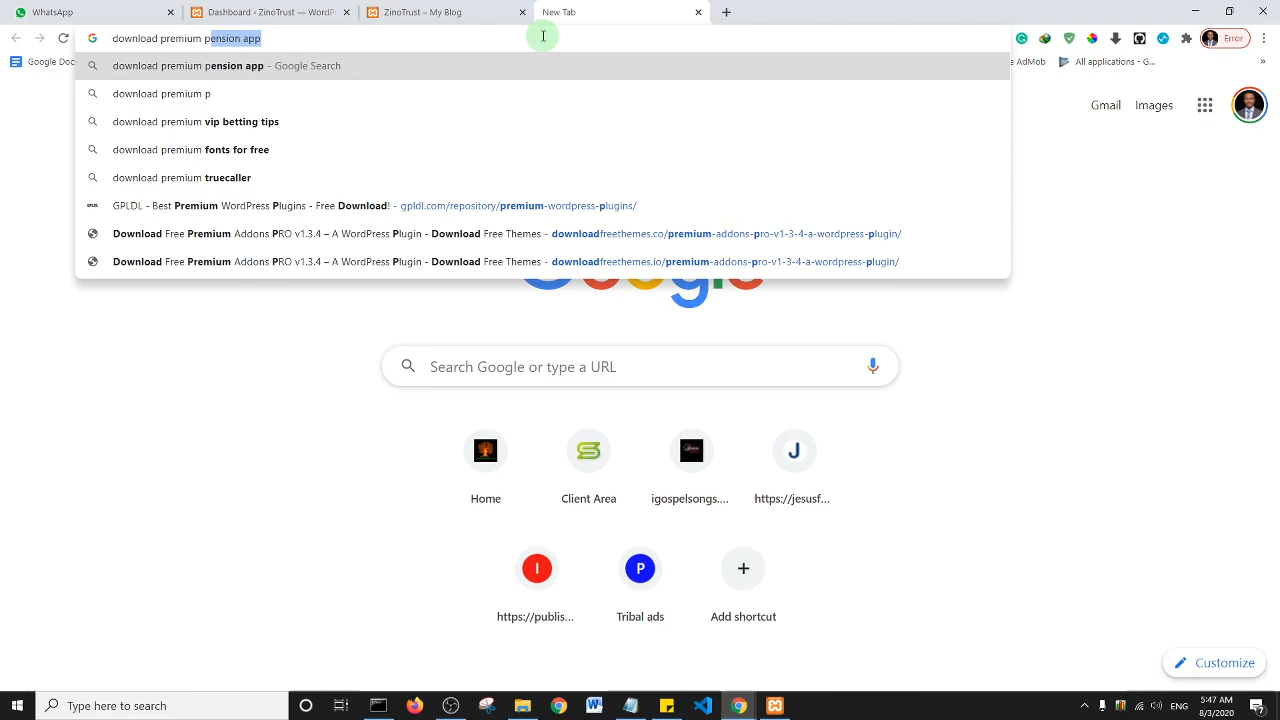 WhatsApp
Dashboard ‹ ZinoTrust — WordPr
ZinoTrust – My Blog
New Tab
download premium pension app
Error
download premium pension app - Google Search
download premium p
download premium vip betting tips
download premium fonts for free
download premium truecaller
GPLDL - Best Premium WordPress Plugins - Free Download! - gpldl.com/repository/premium-wordpress-plugins/
Download Free Premium Addons PRO v1.3.4 – A WordPress Plugin - Download Free Themes - downloadfreethemes.co/premium-addons-pro-v1-3-4-a-wordpress-plugin/
Download Free Premium Addons PRO v1.3.4 – A WordPress Plugin - Download Free Themes - downloadfreethemes.io/premium-addons-pro-v1-3-4-a-wordpress-plugin/
Google Doc
e AdMob
All applications - G...
»
Gmail
Images
Google
Search Google or type a URL
Home
Client Area
igospelsongs....
https://jesusf...
https://publis...
Tribal ads
Add shortcut
Customize
Type here to search
ENG
5:47 AM
8/3/2020